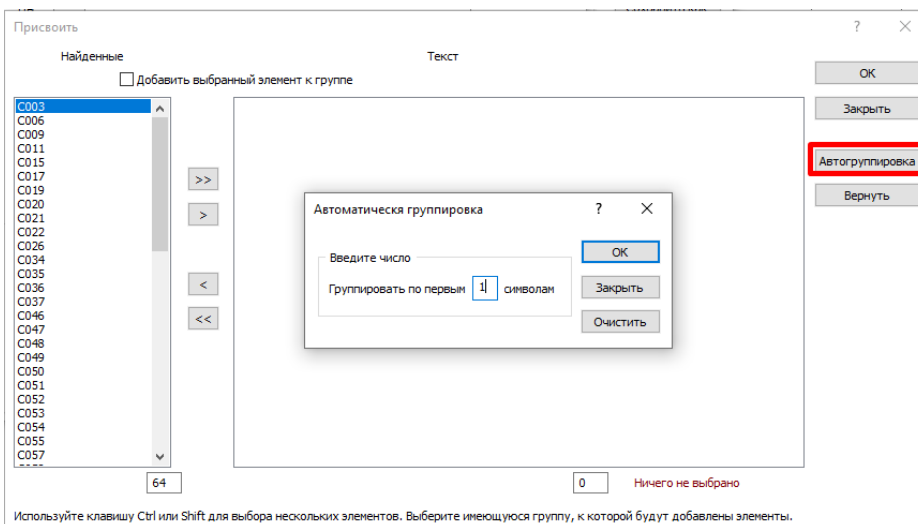 Присвоить
?
Найденные
Текст
Добавить выбранный элемент к группе
OK
Закрыть
Автогруппировка
Вернуть
C003
C006
C009
C011
C015
C017
C019
C020
C021
C022
C026
C034
C035
C036
C037
C046
C047
C048
C049
C050
C051
C052
C053
C054
C055
C057
>>
>
<
<<
Автоматическя группировка
?
Введите число
Группировать по первым 1 символам
OK
Закрыть
Очистить
64
0
Ничего не выбрано
Используйте клавишу Ctrl или Shift для выбора нескольких элементов. Выберите имеющуюся группу, к которой будут добавлены элементы.